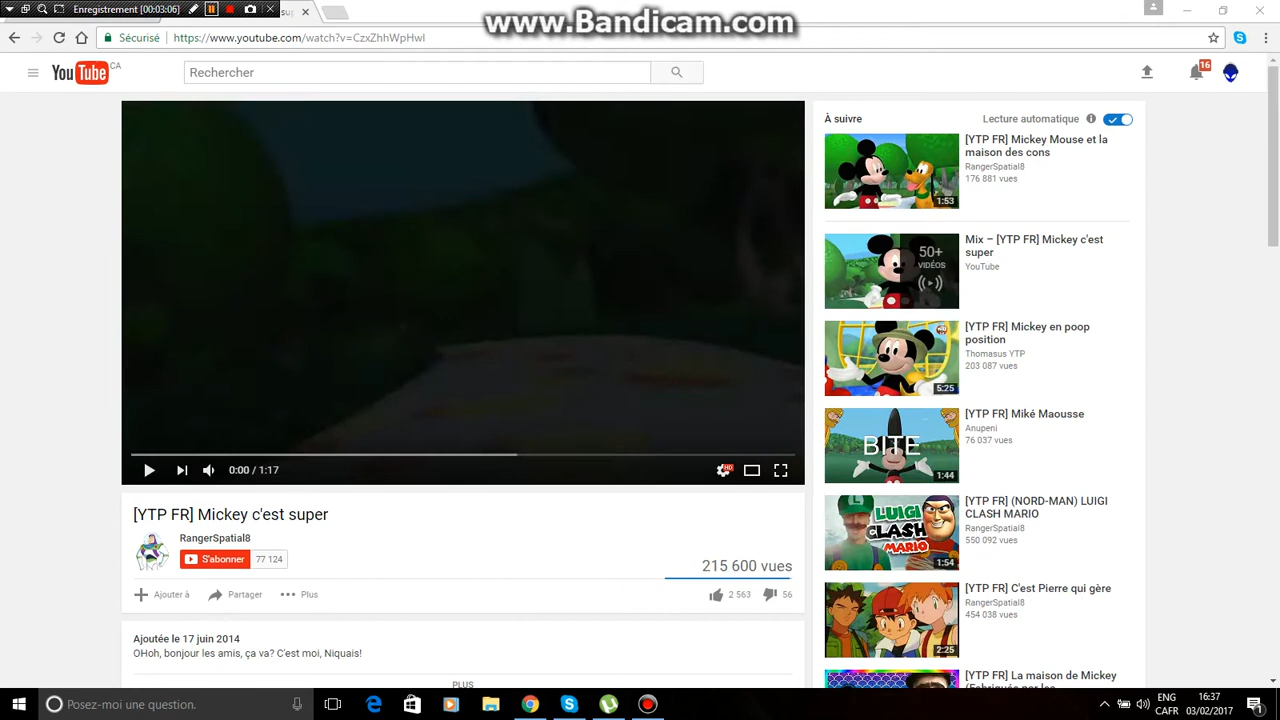 Enregistrement [00:03:06]
su
www.Bandicam.com
Sécurisé
https://www.youtube.com/watch?v=CzxZhhWpHwI
YouTube CA
Rechercher
16
À suivre
Lecture automatique
[YTP FR] Mickey Mouse et la
maison des cons
RangerSpatial8
176 881 vues
1:53
Mix – [YTP FR] Mickey c'est
super
YouTube
50+
VIDÉOS
[YTP FR] Mickey en poop
position
Thomasus YTP
203 087 vues
5:25
[YTP FR] Miké Maousse
Anupeni
76 037 vues
BITE
1:44
[YTP FR] (NORD-MAN) LUIGI
CLASH MARIO
RangerSpatial8
550 092 vues
LUIGI
CLASH
MARIO
1:54
[YTP FR] C'est Pierre qui gère
RangerSpatial8
454 038 vues
2:25
[YTP FR] La maison de Mickey
0:00 / 1:17
HD
[YTP FR] Mickey c'est super
RangerSpatial8
S'abonner 77 124
215 600 vues
Ajouter à
Partager
Plus
2 563
56
Ajoutée le 17 juin 2014
OHoh, bonjour les amis, ça va? C'est moi, Niquais!
PLUS
Posez-moi une question.
ENG
CAFR
16:37
03/02/2017
1